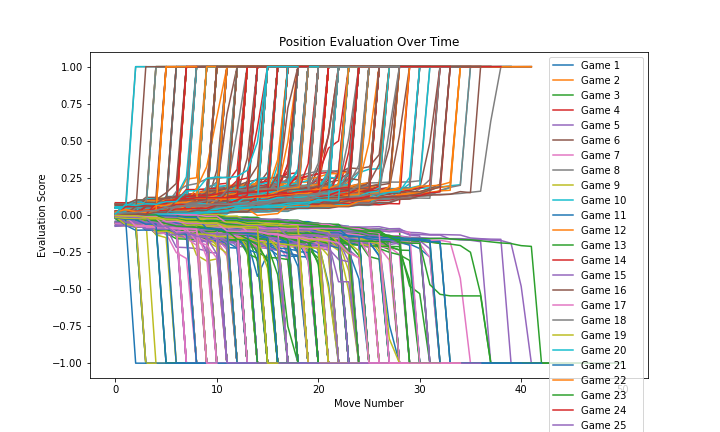 Position Evaluation Over Time
Evaluation Score
1.00
0.75
0.50
0.25
0.00
−0.25
−0.50
−0.75
−1.00
0
10
20
30
40
50
Move Number
Game 1
Game 2
Game 3
Game 4
Game 5
Game 6
Game 7
Game 8
Game 9
Game 10
Game 11
Game 12
Game 13
Game 14
Game 15
Game 16
Game 17
Game 18
Game 19
Game 20
Game 21
Game 22
Game 23
Game 24
Game 25